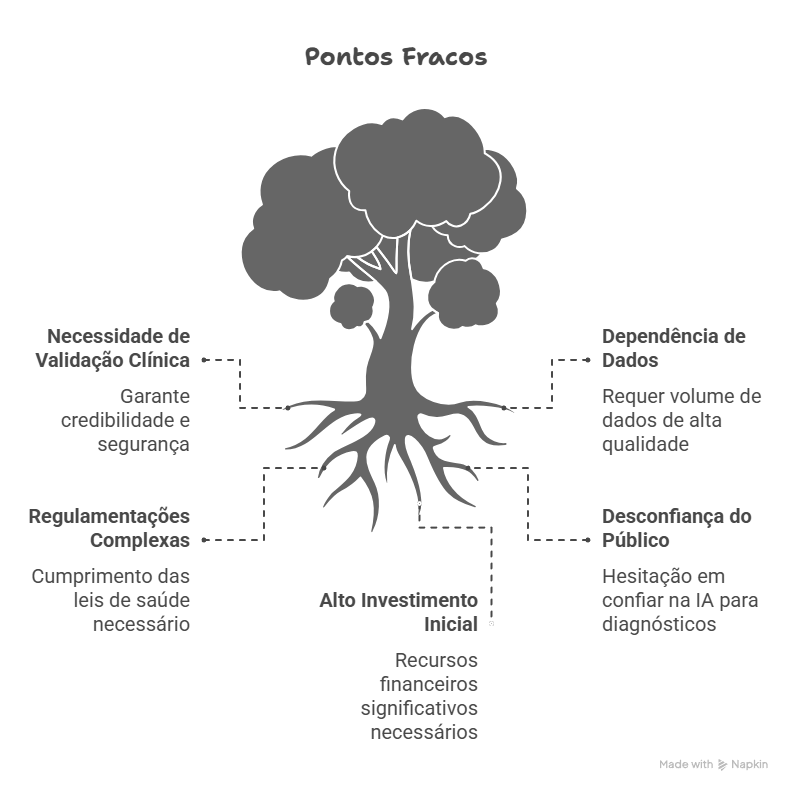 Pontos Fracos
Necessidade de
Validação Clínica
Garante
credibilidade e
segurança
Dependência de
Dados
Requer volume de
dados de alta
qualidade
Regulamentações
Complexas
Cumprimento das
leis de saúde
necessário
Desconfiança do
Público
Hesitação em
confiar na IA para
diagnósticos
Alto Investimento
Inicial
Recursos
financeiros
significativos
necessários
Made with Napkin